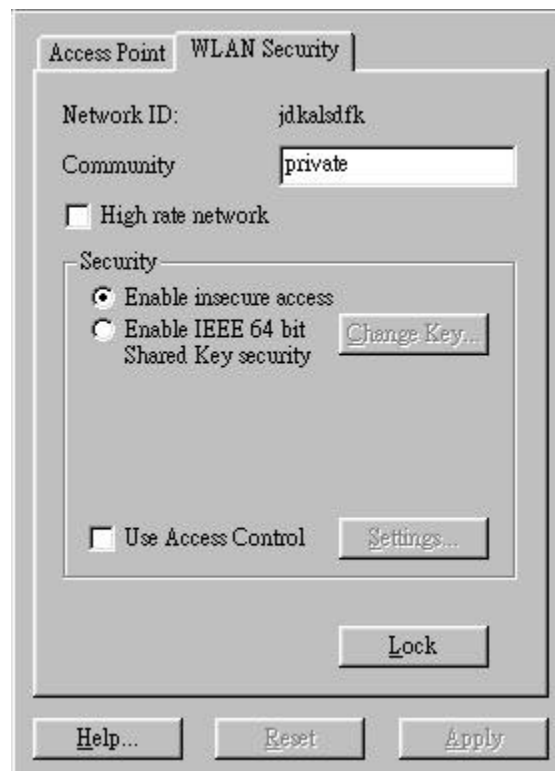 Access Point
WLAN Security
Network ID: jdkalsdfk
Community private
High rate network
Security
Enable insecure access
Enable IEEE 64 bit
Shared Key security
Change Key...
Use Access Control
Settings...
Lock
Help...
Reset
Apply